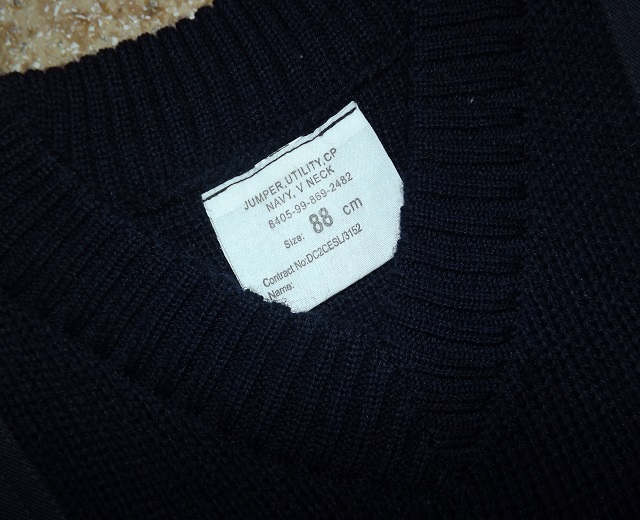 JUMPER,UTILITY,CP
NAVY, V NECK
8405-99-869-2482
Size: 88 cm
Contract No:DC2CESL/3152
Name: